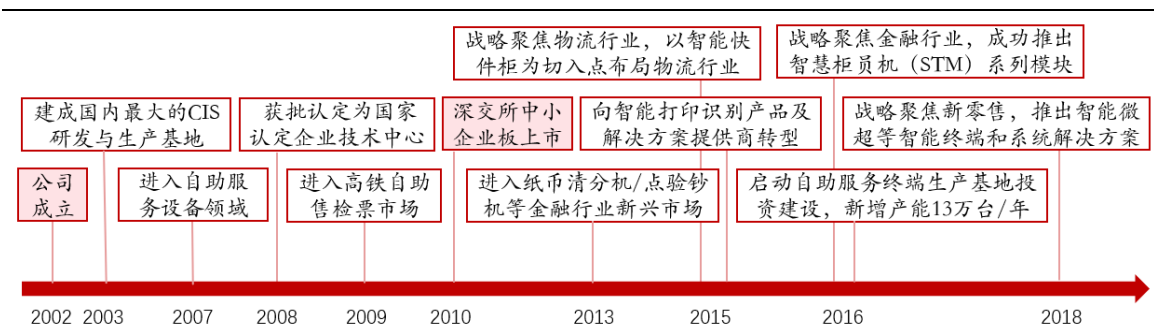 战略聚焦物流行业，以智能快
件柜为切入点布局物流行业
战略聚焦金融行业，成功推出
智慧柜员机（STM）系列模块
建成国内最大的CIS
研发与生产基地
获批认定为国家
认定企业技术中心
深交所中小
企业板上市
向智能打印识别产品及
解决方案提供商转型
战略聚焦新零售，推出智能微
超等智能终端和系统解决方案
公司
成立
进入自助服
务设备领域
进入高铁自助
售检票市场
进入纸币清分机/点验钞
机等金融行业新兴市场
启动自助服务终端生产基地投
资建设，新增产能13万台/年
2002 2003 2007 2008 2009 2010 2013 2015 2016 2018